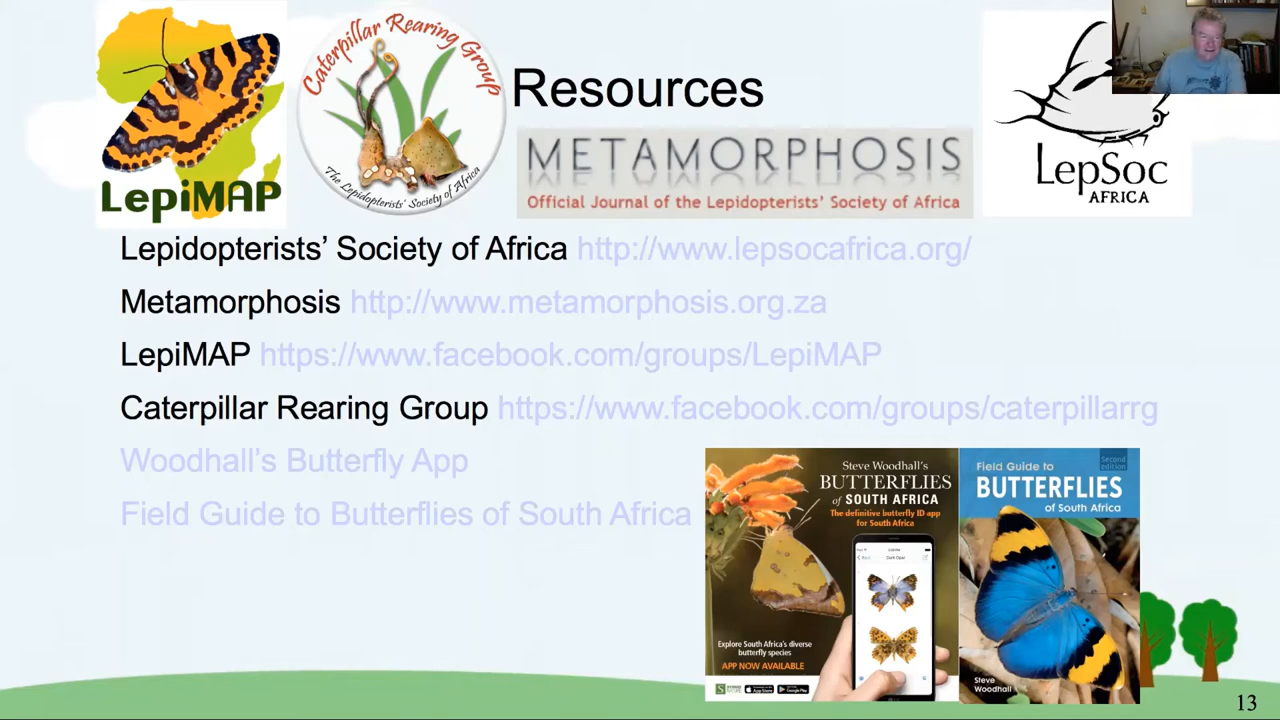 LepiMAP
Caterpillar Rearing Group
The Lepidopterists' Society of Africa
Resources
METAMORPHOSIS
Official Journal of the Lepidopterists' Society of Africa
LepSoc
AFRICA
Lepidopterists' Society of Africa http://www.lepsocafrica.org/
Metamorphosis http://www.metamorphosis.org.za
LepiMAP https://www.facebook.com/groups/LepiMAP
Caterpillar Rearing Group https://www.facebook.com/groups/caterpillarrg
Woodhall's Butterfly App
Field Guide to Butterflies of South Africa
Steve Woodhall's
BUTTERFLIES
of SOUTH AFRICA
The definitive butterfly ID app
for South Africa
Explore South Africa's diverse
butterfly species
APP NOW AVAILABLE
App Store
Google Play
Second
edition
Field Guide to
BUTTERFLIES
of South Africa
Steve
Woodhall
13